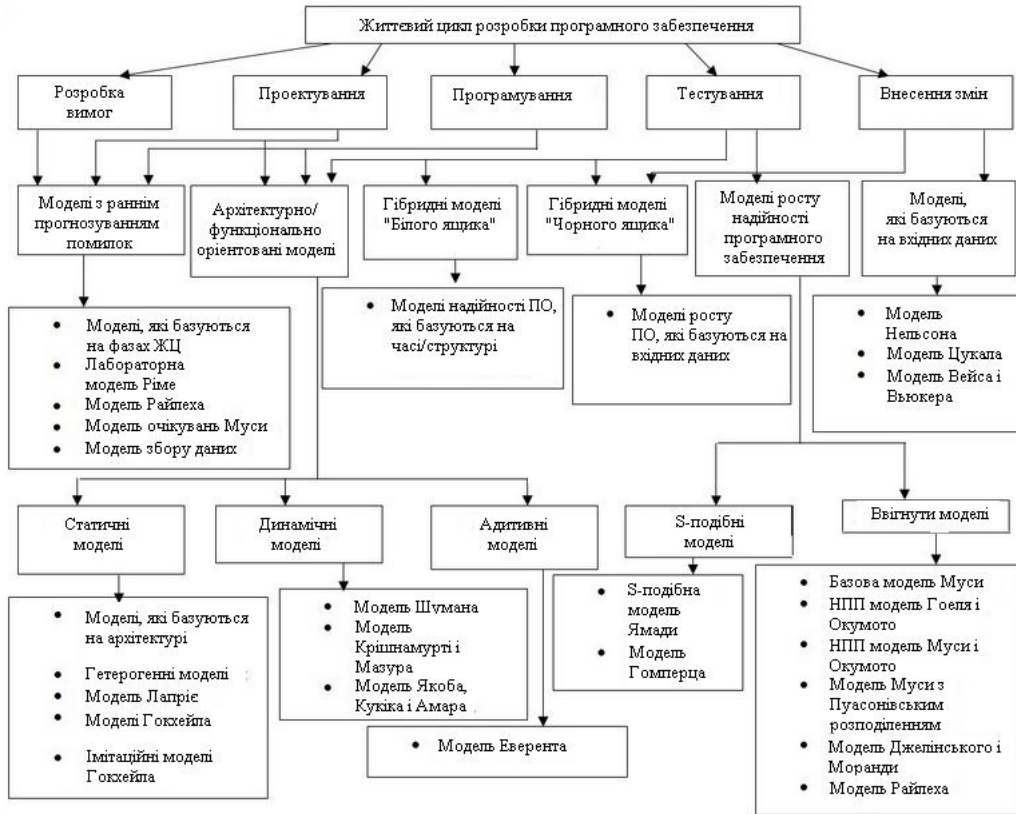 Життєвий цикл розробки програмного забезпечення
Розробка
вимог
Проектування
Програмування
Тестування
Внесення змін
Моделі з раннім
прогнозуванням
помилок
Архітектурно/
функціонально
оріентовані моделі
Гібридні моделі
"Білого ящика"
Гібридні моделі
"Чорного ящика"
Моделі росту
надійності
програмного
забезпечення
Моделі,
які базуються
на вхідних даних
• Моделі, які базуються
на фазах ЖЦ
• Лабораторна
модель Ріме
• Модель Райлеха
• Модель очікувань Муси
• Модель збору даних
• Моделі надійності ПО,
які базуються на
часі/структурі
• Моделі росту
ПО, які базуються на
вхідних даних
• Модель
Нельсона
• Модель Цукала
• Модель Вейса і
Вьюкера
Статичні
моделі
Динамічні
моделі
Адитивні
моделі
S-подібні
моделі
Ввігнути моделі
• Моделі, які базуються
на архітектурі
• Гетерогенні моделі
• Модель Лапріє
• Моделі Гокхейла
• Імітаційні моделі
Гокхейла
• Модель Шумана
• Модель
Крішнамурті і
Мазура
• Модель Якоба,
Кукіка і Амара
• Модель Еверента
• S-подібна
модель
Ямади
• Модель
Гомперца
• Базова модель Муси
• НПП модель Гоеля і
Окумото
• НПП модель Муси і
Окумото
• Модель Муси з
Пуасонівським
розподіленням
• Модель Джелінського і
Моранди
• Модель Райлеха